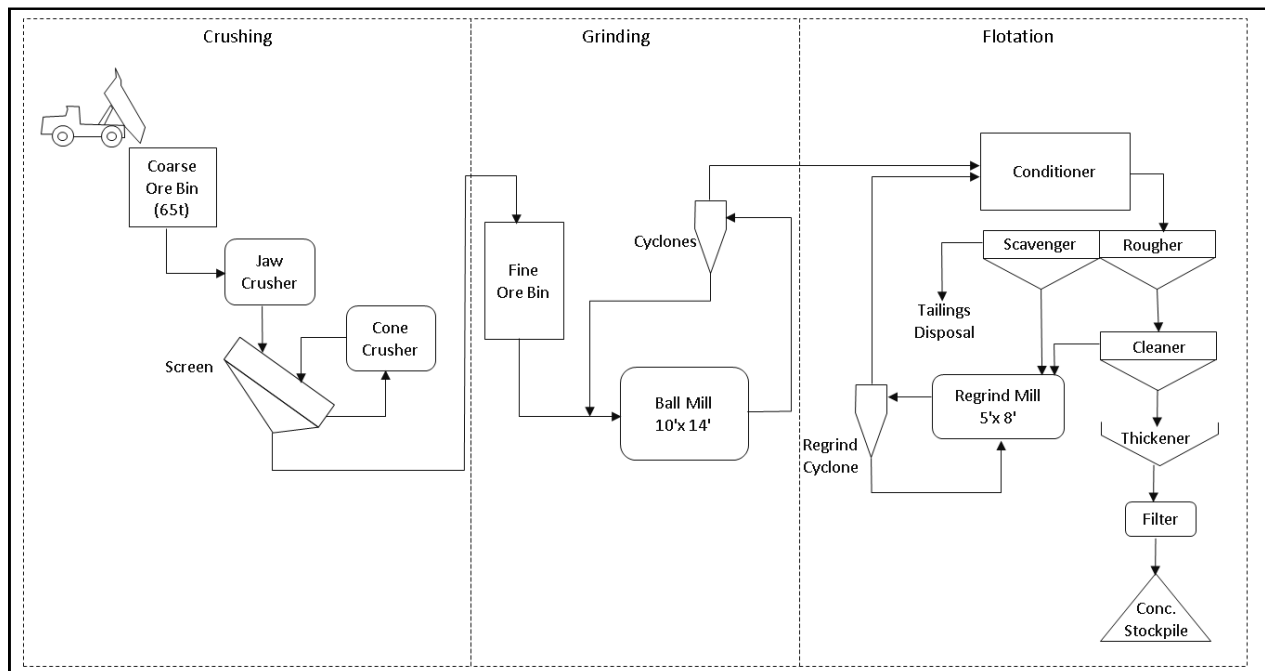 Crushing
Grinding
Flotation
Coarse
Ore Bin
(65t)
Jaw
Crusher
Cone
Crusher
Screen
Fine
Ore Bin
Cyclones
Ball Mill
10'x 14'
Conditioner
Scavenger
Rougher
Tailings
Disposal
Cleaner
Regrind Mill
5'x 8'
Regrind
Cyclone
Thickener
Filter
Conc.
Stockpile